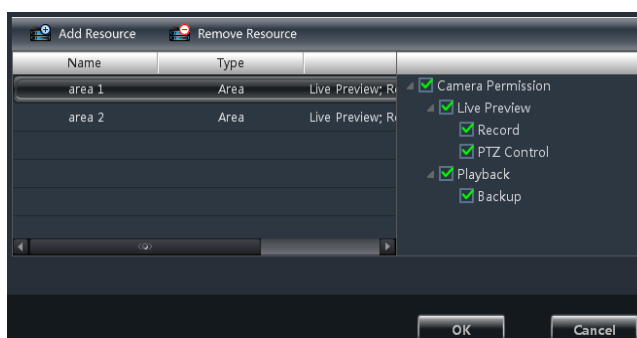 Add Resource Remove Resource
Name Type
area 1 Area Live Preview; R
area 2 Area Live Preview; R
Camera Permission
Live Preview
Record
PTZ Control
Playback
Backup
OK Cancel